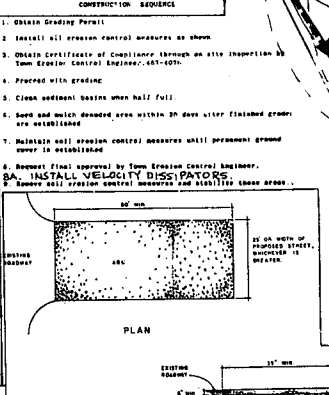 CONSTRUCTION SEQUENCE
1. Obtain Grading Permit
2 Install all erosion control measures as shown
3. Obtain Certificate of Compliance through on site inspection by
Town Erosion Control Engineer.
4. Proceed with grading
5. Clean sediment basins when half full.
6. Seed and mulch denuded area within 20 days after finished grades
are established
7. Maintain soil erosion control measures until permanent ground
cover is established
8. Request final approval by Town Erosion Control Engineer.
8A. INSTALL VELOCITY DISSIPATORS.
9. Remove soil erosion control measures and stabilize these areas.
MIN
EXISTING
ROADWAY
ABC
25' OR WIDTH OF
PROPOSED STREET,
WHICHEVER IS
GREATER.
PLAN
EXISTING
ROADWAY
MIN
MIN